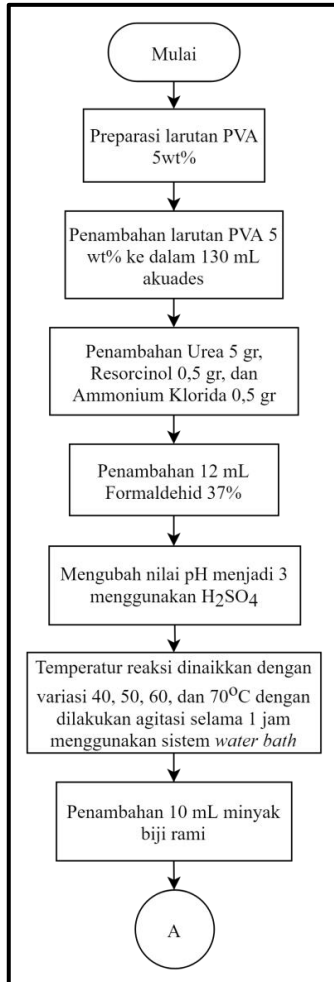 Mulai
Preparasi larutan PVA
5wt%
Penambahan larutan PVA 5
wt% ke dalam 130 mL
akuades
Penambahan Urea 5 gr,
Resorcinol 0,5 gr, dan
Ammonium Klorida 0,5 gr
Penambahan 12 mL
Formaldehid 37%
Mengubah nilai pH menjadi 3
menggunakan H₂SO₄
Temperatur reaksi dinaikkan dengan
variasi 40, 50, 60, dan 70⁰C dengan
dilakukan agitasi selama 1 jam
menggunakan sistem water bath
Penambahan 10 mL minyak
biji rami
A